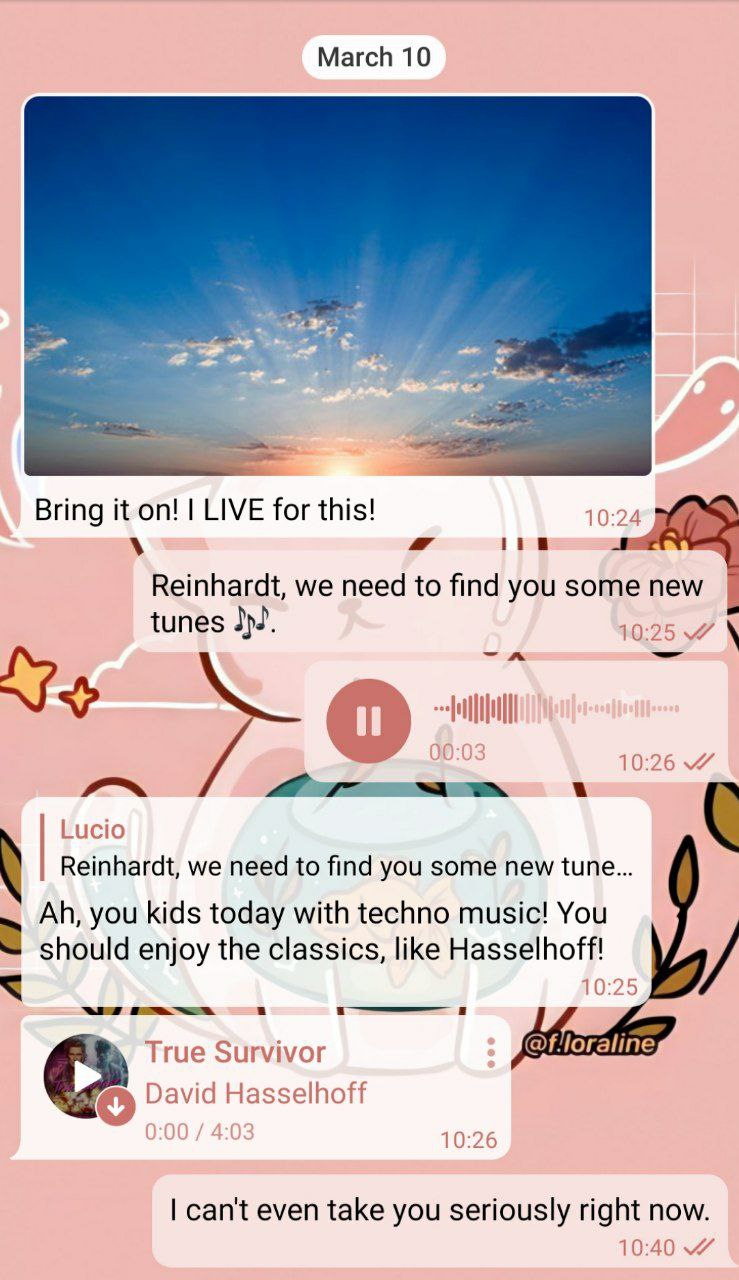 March 10
Bring it on! I LIVE for this!
10:24
Reinhardt, we need to find you some new
tunes 🎶.
10:25
00:03
10:26
Lucio
Reinhardt, we need to find you some new tune...
Ah, you kids today with techno music! You
should enjoy the classics, like Hasselhoff!
10:25
@f.loraline
True Survivor
David Hasselhoff
0:00 / 4:03
10:26
I can't even take you seriously right now.
10:40